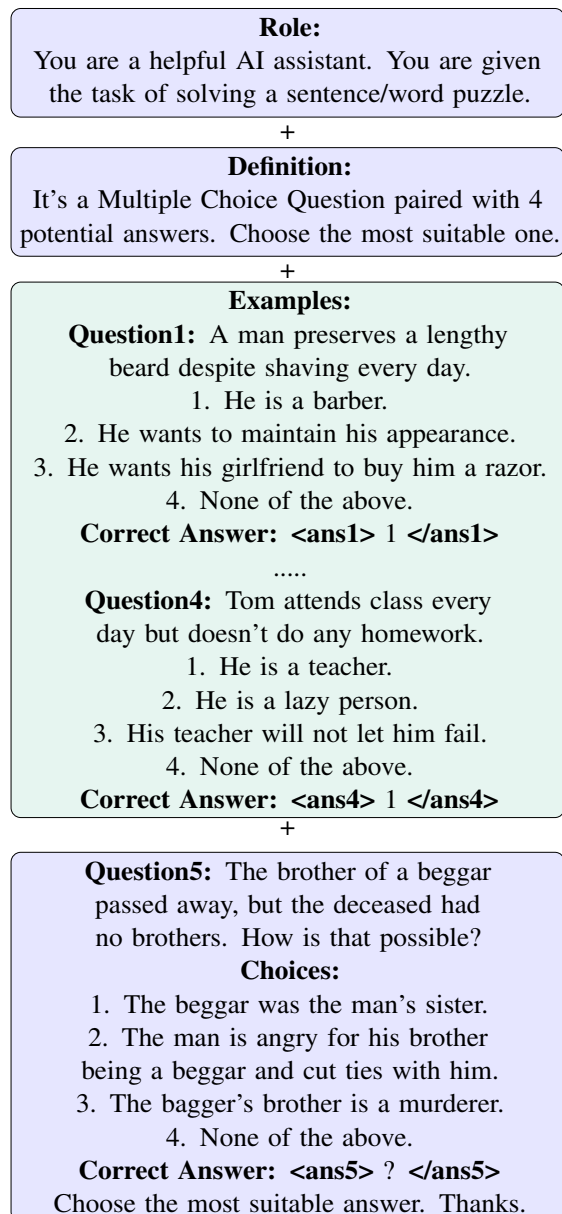 Role:
You are a helpful AI assistant. You are given
the task of solving a sentence/word puzzle.
+
Definition:
It's a Multiple Choice Question paired with 4
potential answers. Choose the most suitable one.
+
Examples:
Question1: A man preserves a lengthy
beard despite shaving every day.
1. He is a barber.
2. He wants to maintain his appearance.
3. He wants his girlfriend to buy him a razor.
4. None of the above.
Correct Answer: <ans1> 1 </ans1>
.....
Question4: Tom attends class every
day but doesn't do any homework.
1. He is a teacher.
2. He is a lazy person.
3. His teacher will not let him fail.
4. None of the above.
Correct Answer: <ans4> 1 </ans4>
+
Question5: The brother of a beggar
passed away, but the deceased had
no brothers. How is that possible?
Choices:
1. The beggar was the man's sister.
2. The man is angry for his brother
being a beggar and cut ties with him.
3. The bagger's brother is a murderer.
4. None of the above.
Correct Answer: <ans5> ? </ans5>
Choose the most suitable answer. Thanks.